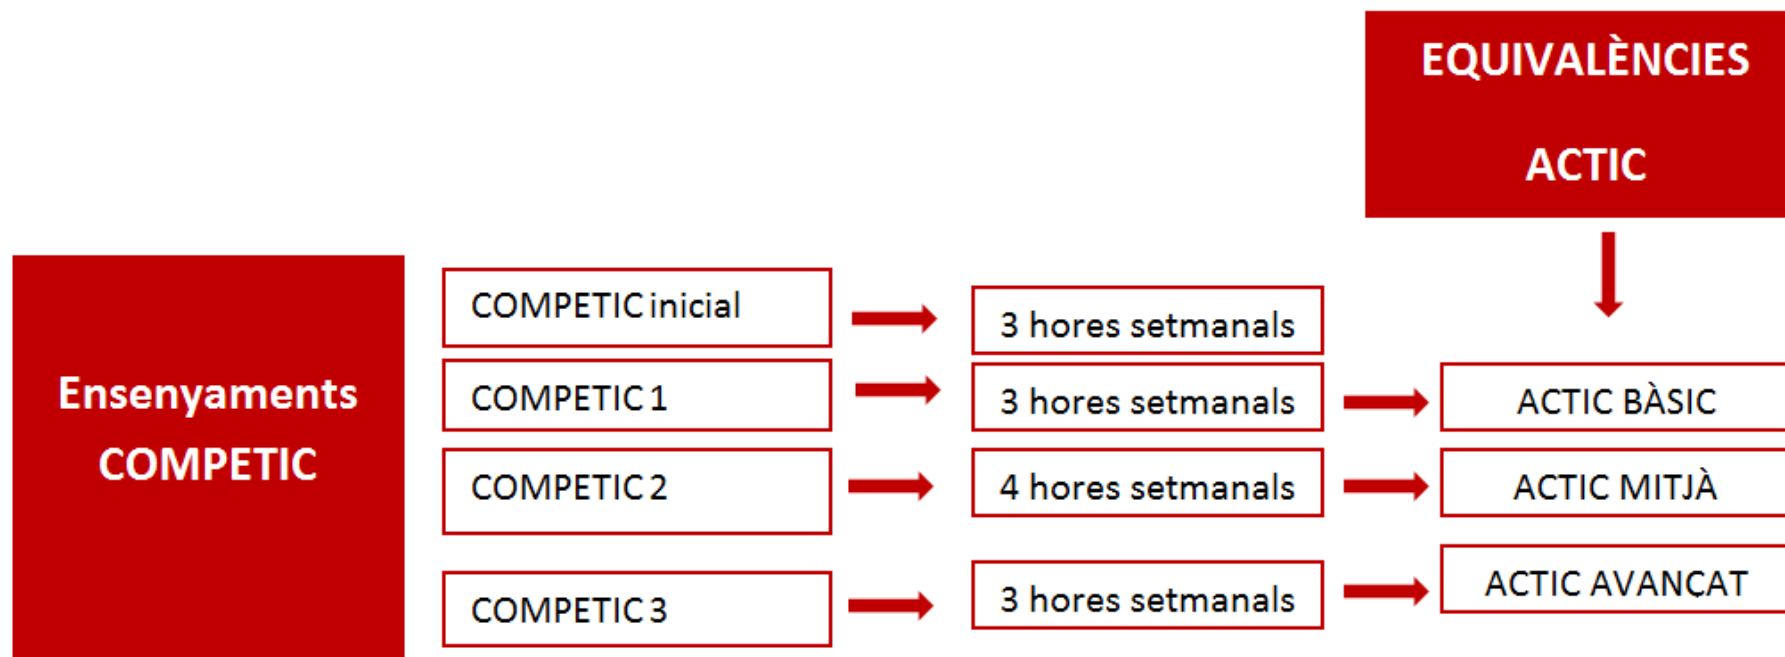 EQUIVALÈNCIES
ACTIC
Ensenyaments
COMPETIC
COMPETIC inicial
3 hores setmanals
COMPETIC 1
3 hores setmanals
ACTIC BÀSIC
COMPETIC 2
4 hores setmanals
ACTIC MITJÀ
COMPETIC 3
3 hores setmanals
ACTIC AVANÇAT